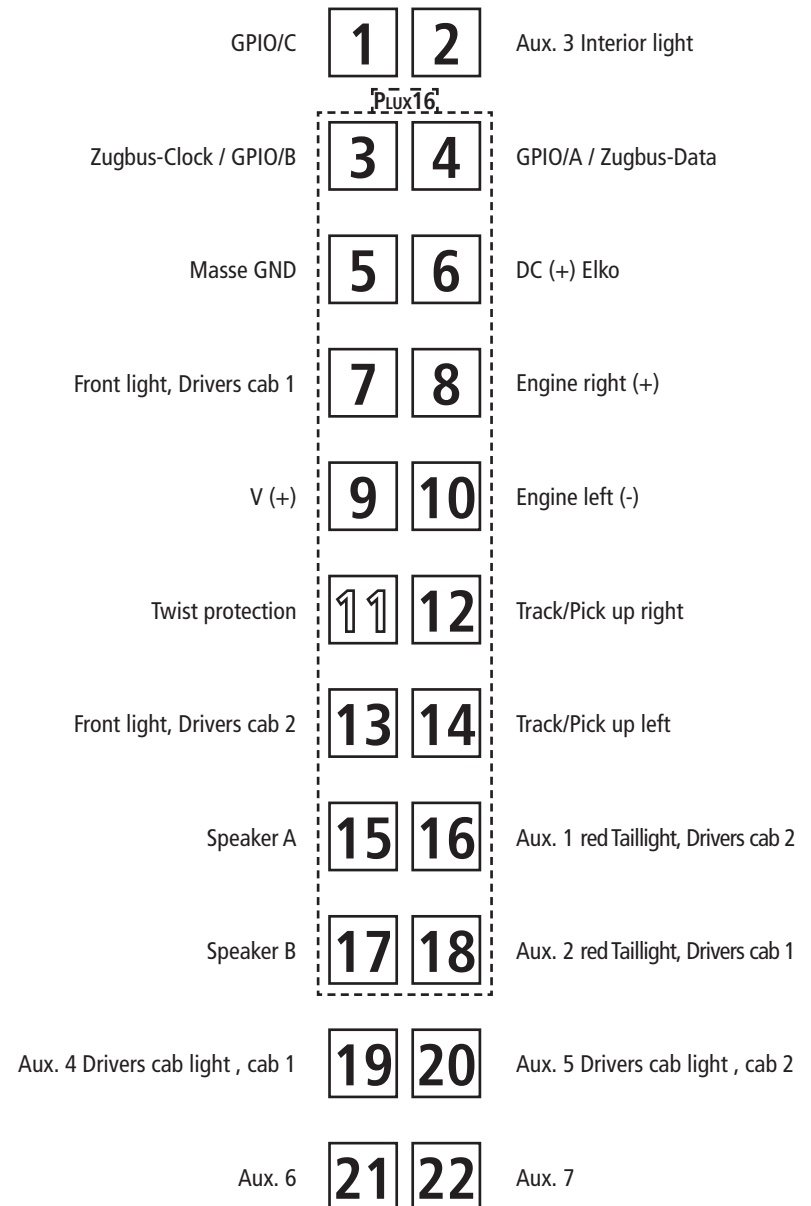 GPIO/C 1 2 Aux. 3 Interior light
PLUX16
Zugbus-Clock / GPIO/B 3 4 GPIO/A / Zugbus-Data
Masse GND 5 6 DC (+) Elko
Front light, Drivers cab 1 7 8 Engine right (+)
V (+) 9 10 Engine left (-)
Twist protection 11 12 Track/Pick up right
Front light, Drivers cab 2 13 14 Track/Pick up left
Speaker A 15 16 Aux. 1 red Taillight, Drivers cab 2
Speaker B 17 18 Aux. 2 red Taillight, Drivers cab 1
Aux. 4 Drivers cab light , cab 1 19 20 Aux. 5 Drivers cab light , cab 2
Aux. 6 21 22 Aux. 7